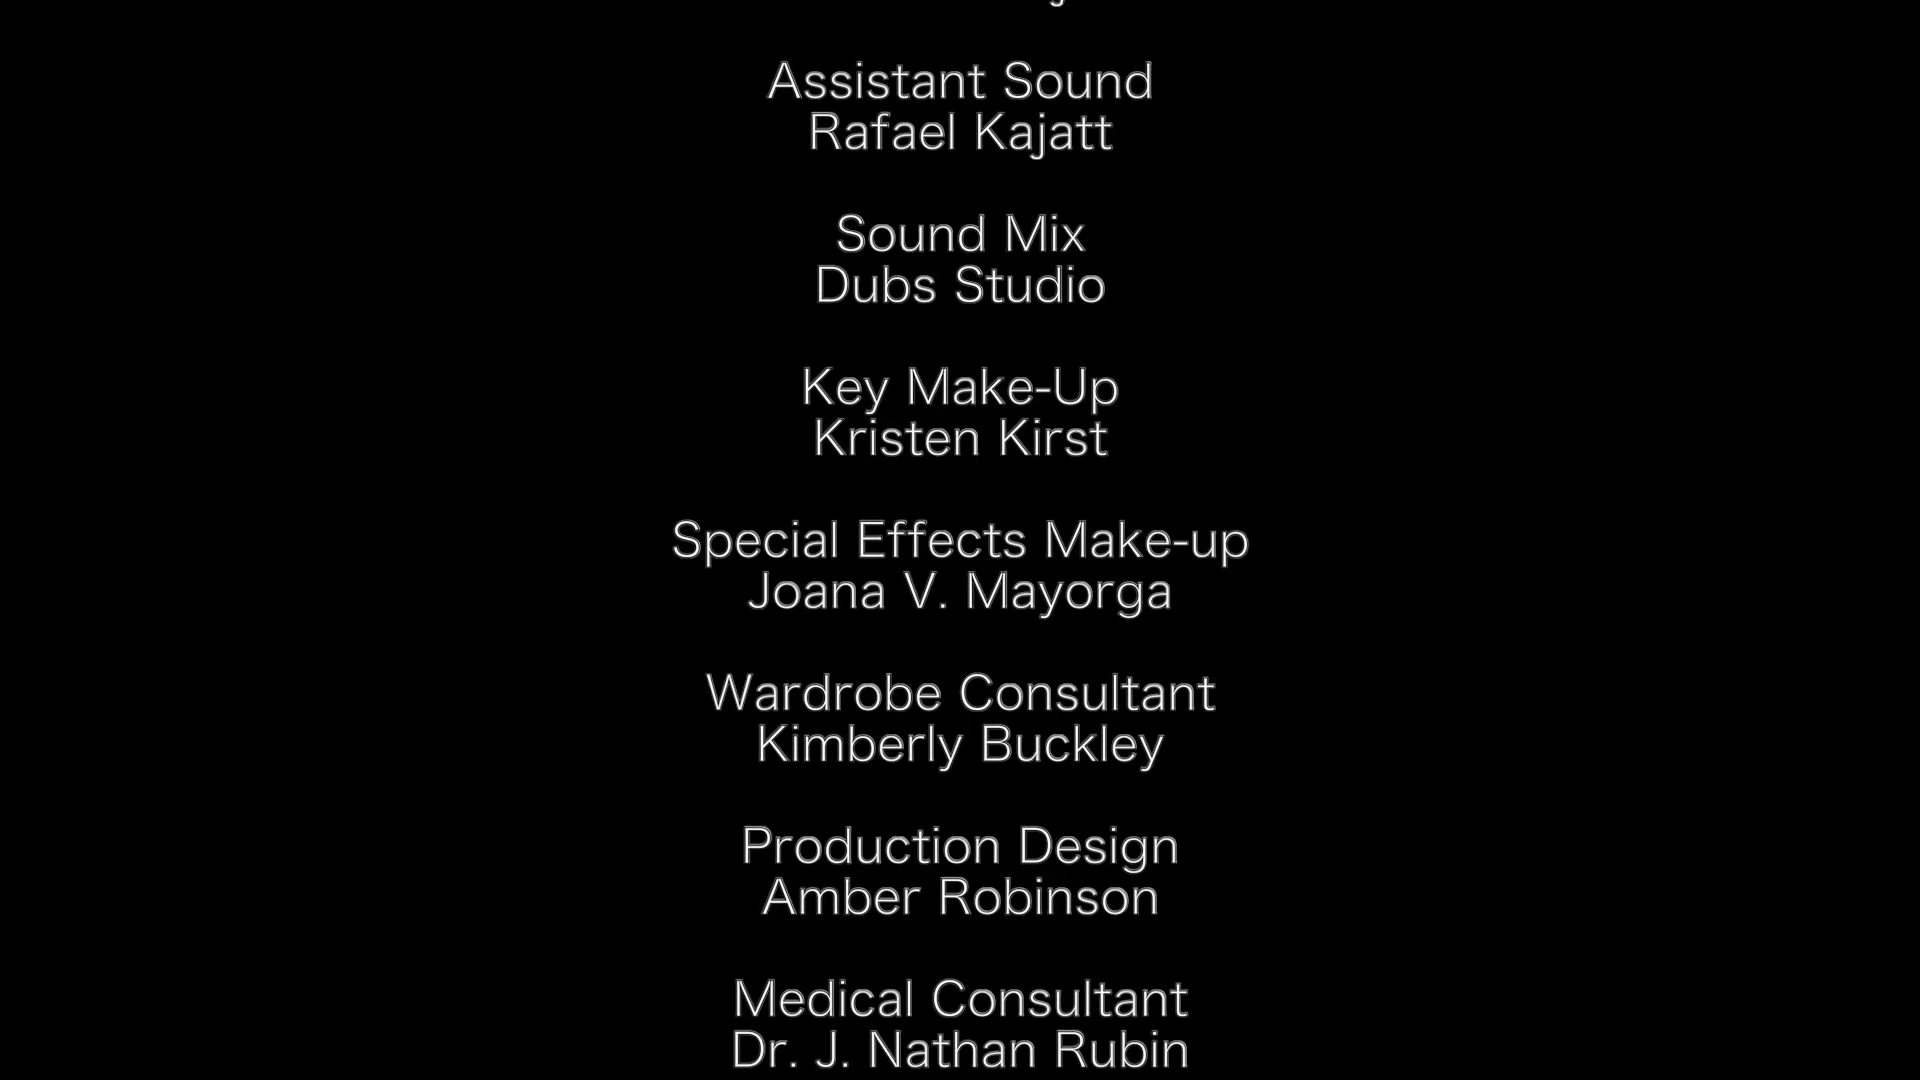 Assistant Sound
Rafael Kajatt
Sound Mix
Dubs Studio
Key Make-Up
Kristen Kirst
Special Effects Make-up
Joana V. Mayorga
Wardrobe Consultant
Kimberly Buckley
Production Design
Amber Robinson
Medical Consultant
Dr. J. Nathan Rubin